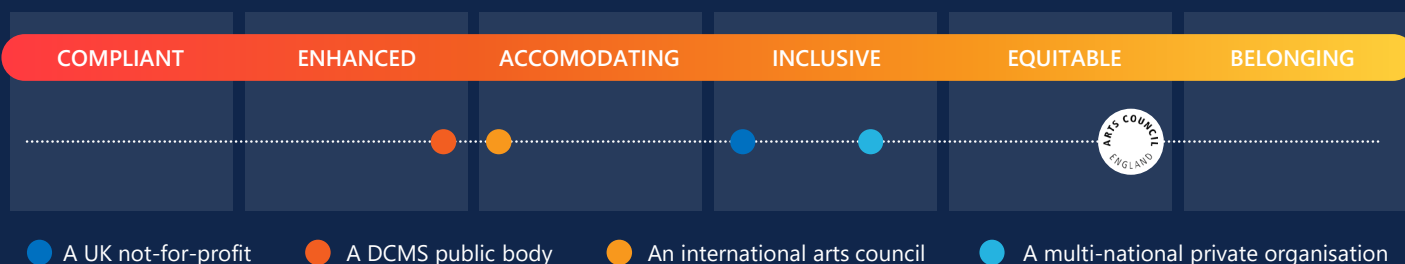 COMPLIANT ENHANCED ACCOMODATING INCLUSIVE EQUITABLE BELONGING
ARTS COUNCIL
ENGLAND
A UK not-for-profit A DCMS public body An international arts council A multi-national private organisation